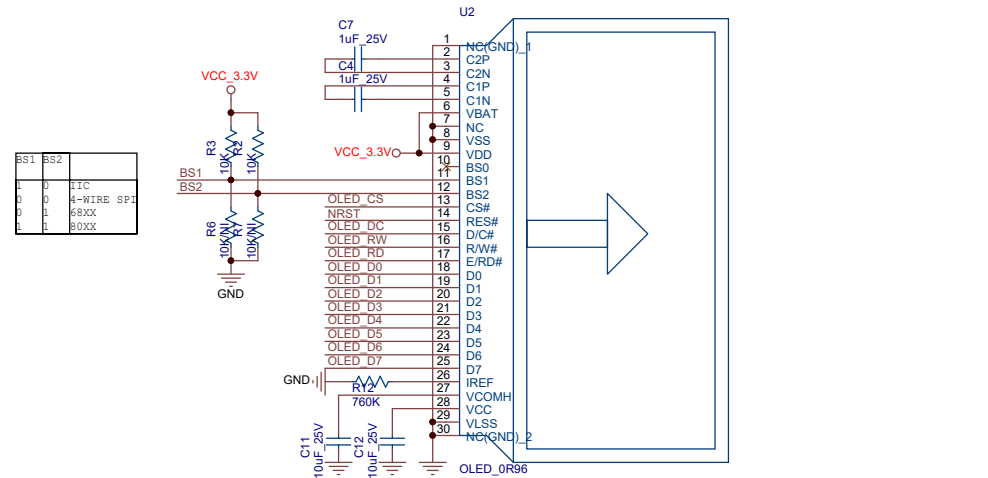 U2
C7
1uF_25V
C4
1uF_25V
VCC_3.3V
R3
10K
R2
10K
VCC_3.3V
BS1 BS2
1 0 IIC
0 0 4-WIRE SPI
0 1 68XX
1 1 80XX
BS1
BS2
R6
10K/NI
R7
10K/NI
GND
OLED_CS
NRST
OLED_DC
OLED_RW
OLED_RD
OLED_D0
OLED_D1
OLED_D2
OLED_D3
OLED_D4
OLED_D5
OLED_D6
OLED_D7
GND
R12
760K
C11
10uF_25V
C12
10uF_25V
1 NC(GND)_1
2 C2P
3 C2N
4 C1P
5 C1N
6 VBAT
7 NC
8 VSS
9 VDD
10 BS0
11 BS1
12 BS2
13 CS#
14 RES#
15 D/C#
16 R/W#
17 E/RD#
18 D0
19 D1
20 D2
21 D3
22 D4
23 D5
24 D6
25 D7
26 IREF
27 VCOMH
28 VCC
29 VLSS
30 NC(GND)_2
OLED_0R96